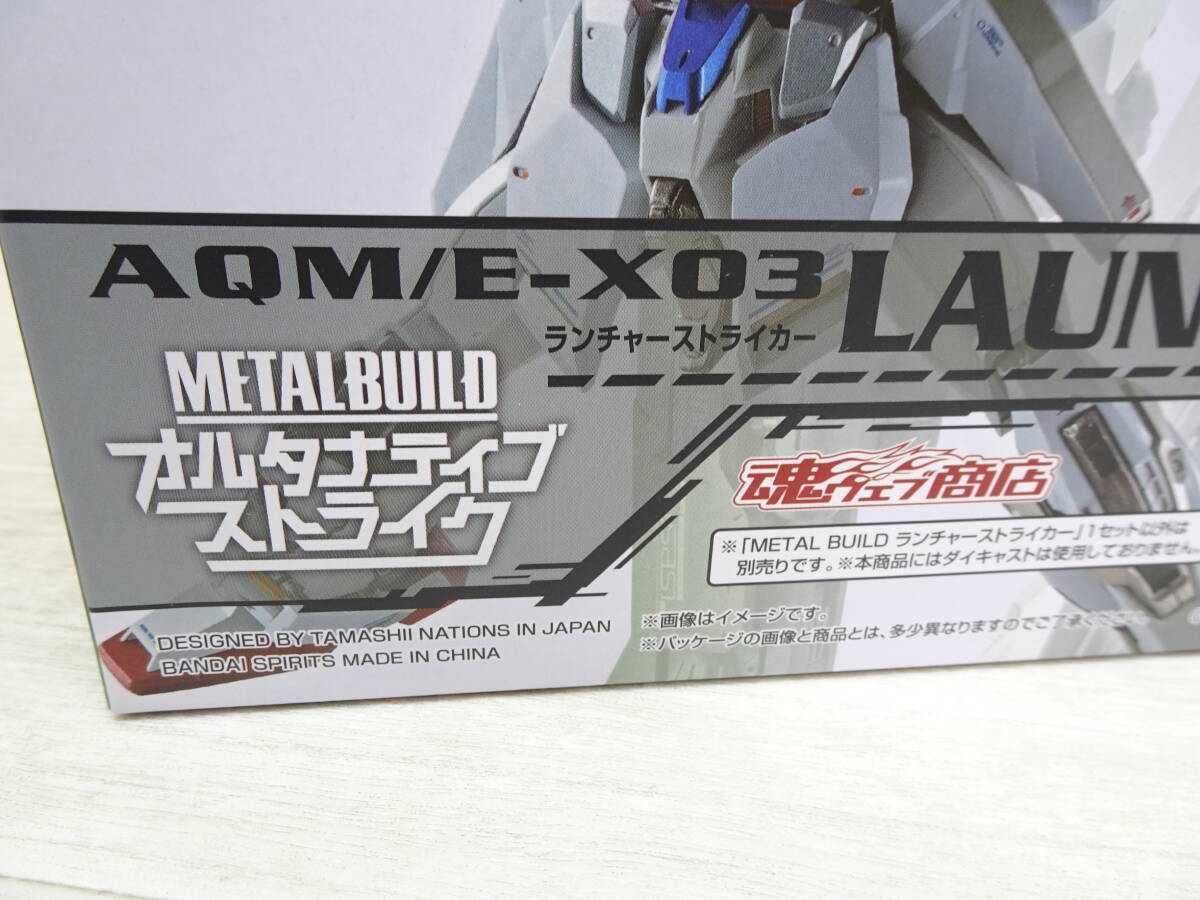 AQM/E-X03 LAUN
ランチャーストライカー
METAL BUILD
オルタナティブ
ストライク
魂ウェブ商店
※「METAL BUILD ランチャーストライカー」1セット以外は
別売りです。※本商品にはダイキャストは使用しておりません。
※画像はイメージです。
※パッケージの画像と商品とは、多少異なりますのでご了承ください。
DESIGNED BY TAMASHII NATIONS IN JAPAN
BANDAI SPIRITS MADE IN CHINA